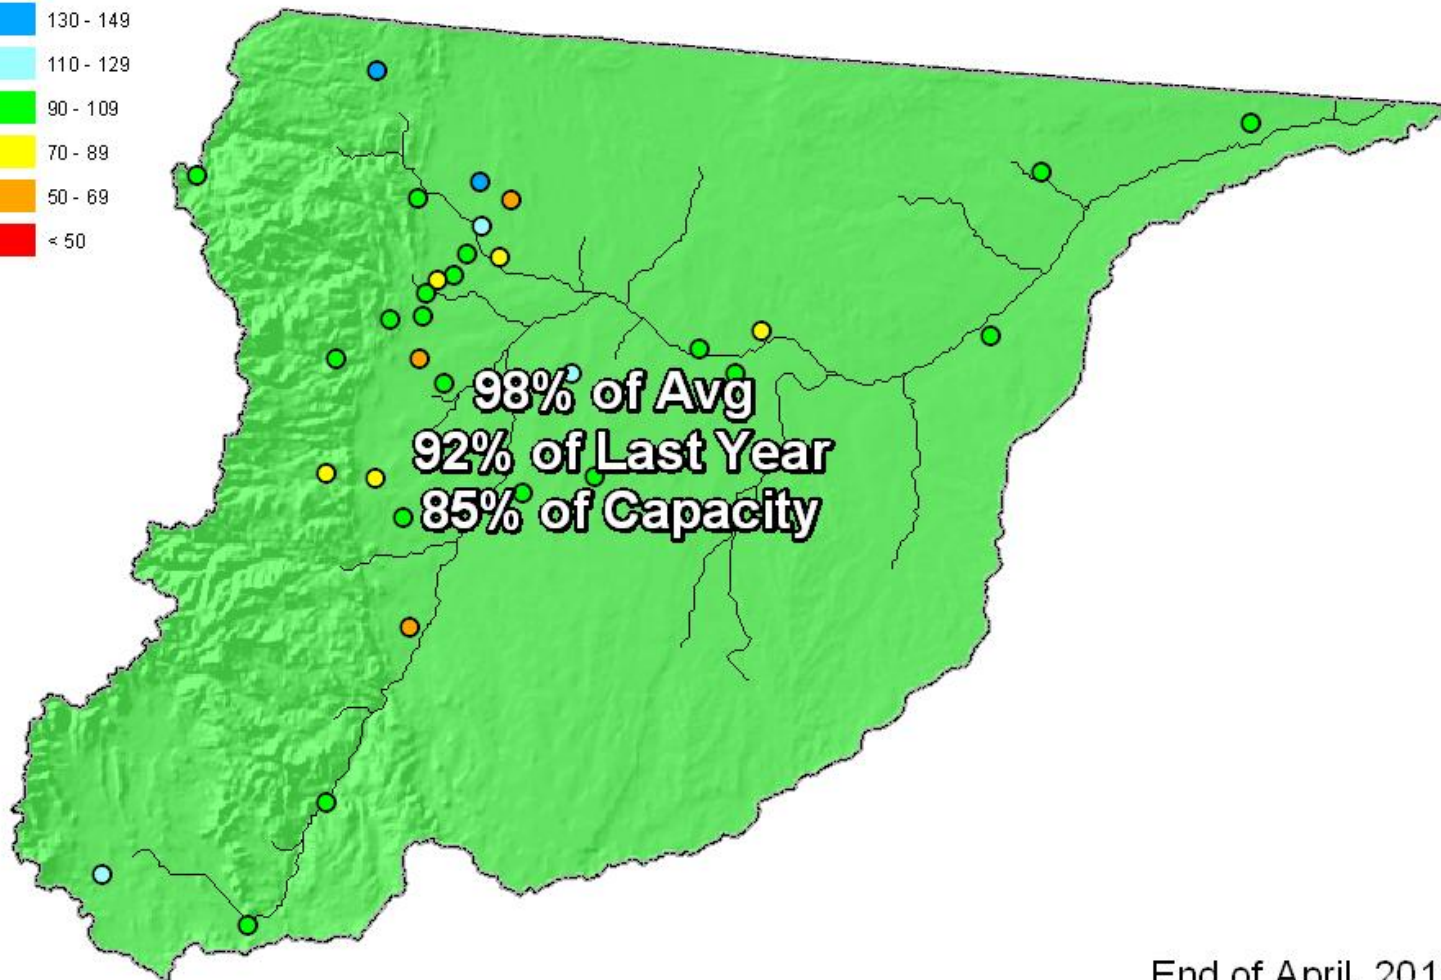 130 - 149
110 - 129
90 - 109
70 - 89
50 - 69
< 50
98% of Avg
92% of Last Year
85% of Capacity
End of April, 201